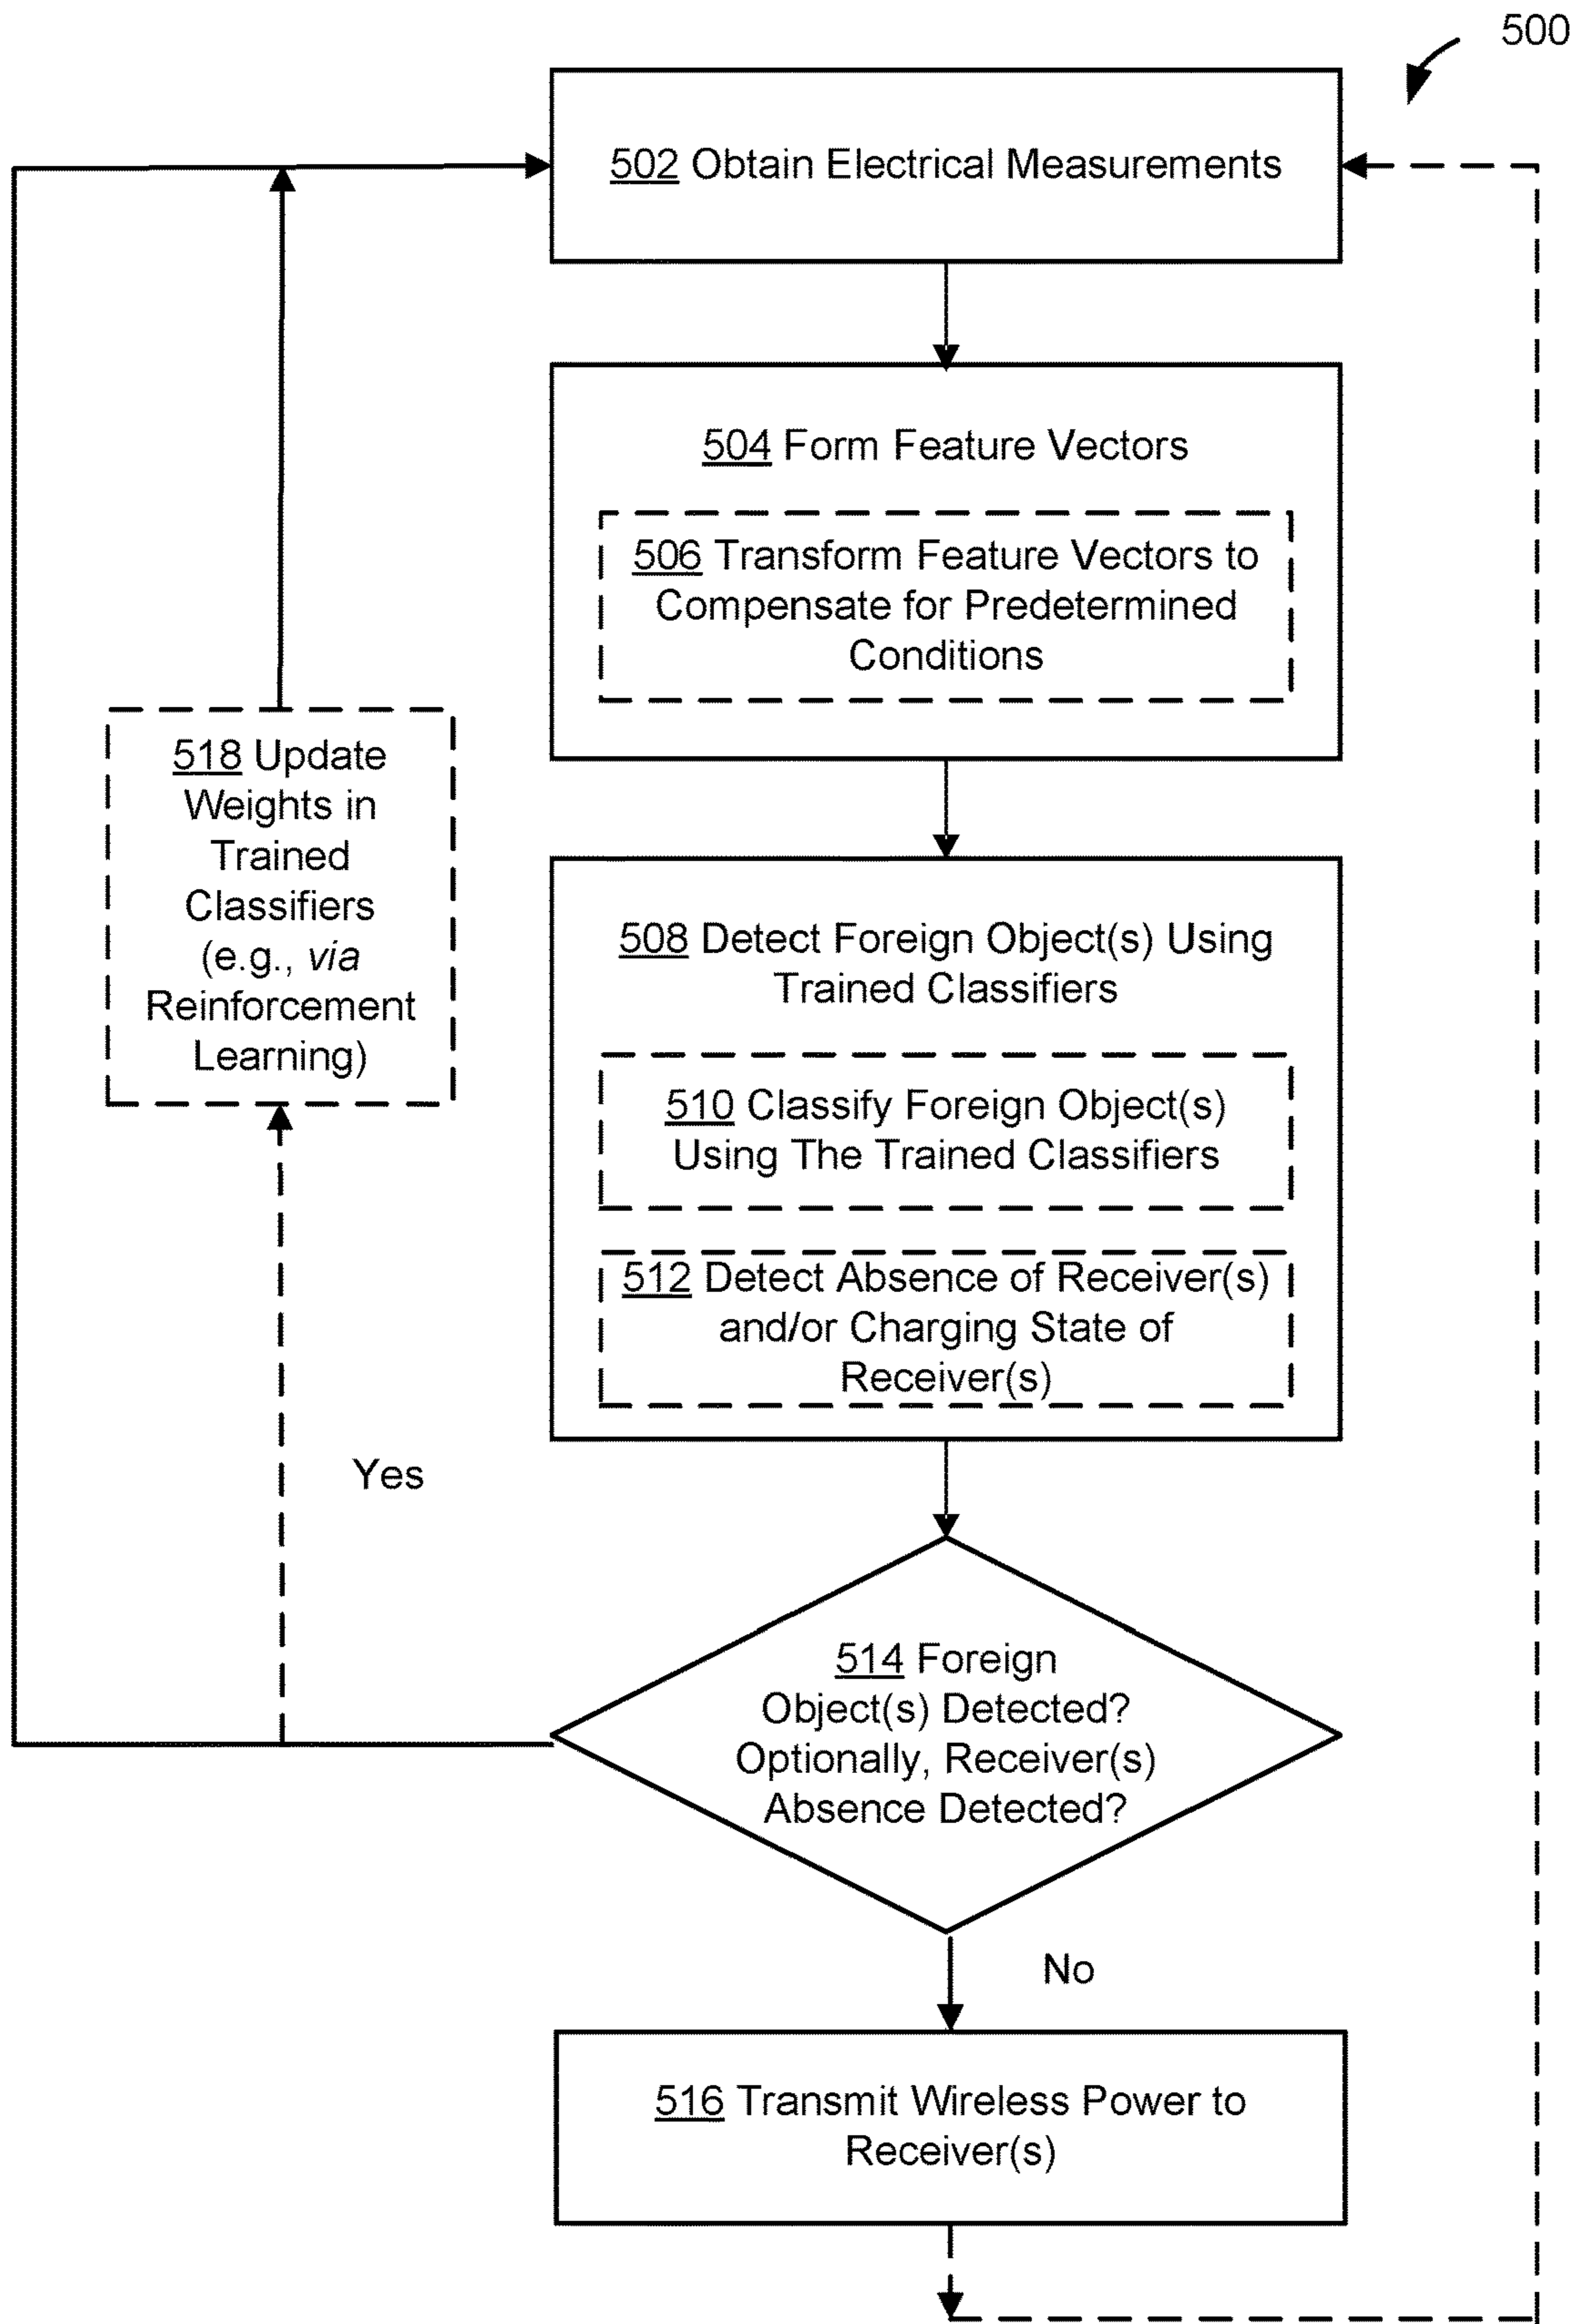 500
502 Obtain Electrical Measurements
504 Form Feature Vectors
506 Transform Feature Vectors to
Compensate for Predetermined
Conditions
518 Update
Weights in
Trained
Classifiers
(e.g., via
Reinforcement
Learning)
508 Detect Foreign Object(s) Using
Trained Classifiers
510 Classify Foreign Object(s)
Using The Trained Classifiers
512 Detect Absence of Receiver(s)
and/or Charging State of
Receiver(s)
Yes
514 Foreign
Object(s) Detected?
Optionally, Receiver(s)
Absence Detected?
No
516 Transmit Wireless Power to
Receiver(s)